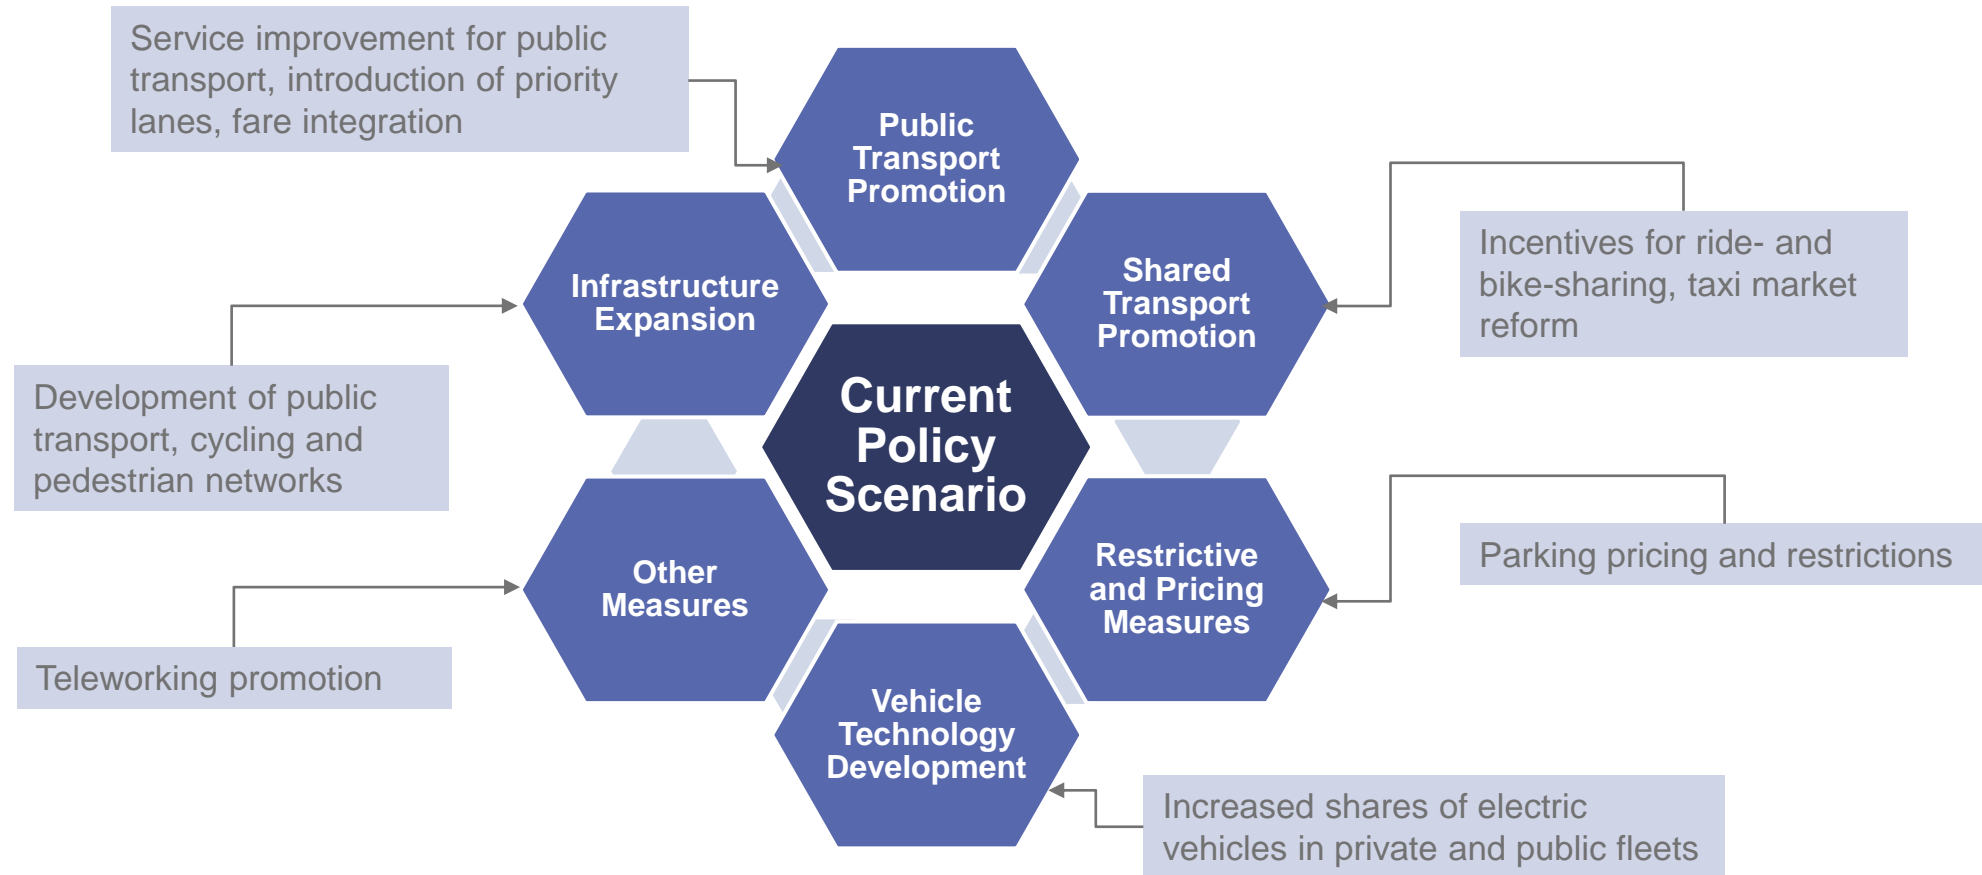 Service improvement for public
transport, introduction of priority
lanes, fare integration
Public
Transport
Promotion
Infrastructure
Expansion
Shared
Transport
Promotion
Incentives for ride- and
bike-sharing, taxi market
reform
Development of public
transport, cycling and
pedestrian networks
Current
Policy
Scenario
Other
Measures
Restrictive
and Pricing
Measures
Parking pricing and restrictions
Teleworking promotion
Vehicle
Technology
Development
Increased shares of electric
vehicles in private and public fleets